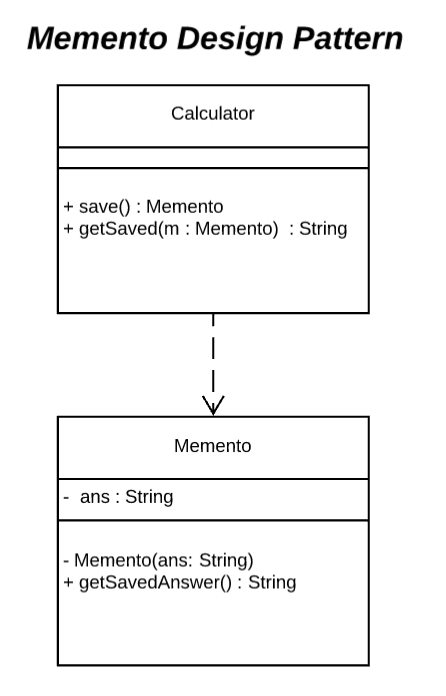 Memento Design Pattern
Calculator
+ save() : Memento
+ getSaved(m : Memento)  : String
Memento
-  ans : String
- Memento(ans: String)
+ getSavedAnswer() : String